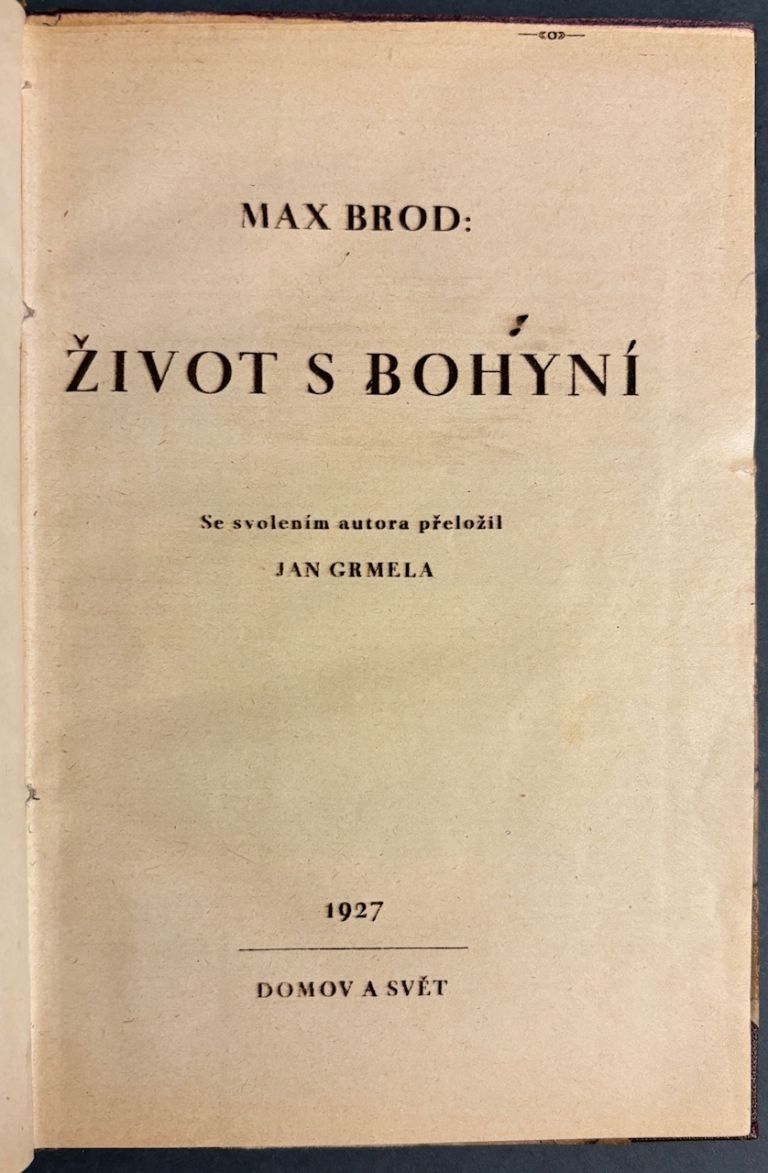 MAX BROD:
ŽIVOT S BOHYNÍ
Se svolením autora přeložil
JAN GRMELA
1927
DOMOV A SVĚT